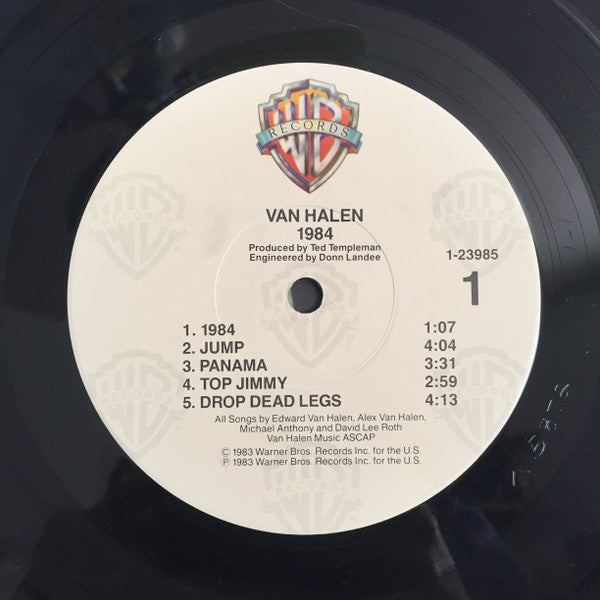 WB
RECORDS
VAN HALEN
1984
Produced by Ted Templeman
Engineered by Donn Landee
1-23985
1
1. 1984 1:07
2. JUMP 4:04
3. PANAMA 3:31
4. TOP JIMMY 2:59
5. DROP DEAD LEGS 4:13
All Songs by Edward Van Halen, Alex Van Halen,
Michael Anthony and David Lee Roth
Van Halen Music ASCAP
Ⓒ 1983 Warner Bros. Records Inc. for the U.S.
Ⓟ 1983 Warner Bros. Records Inc. for the U.S.